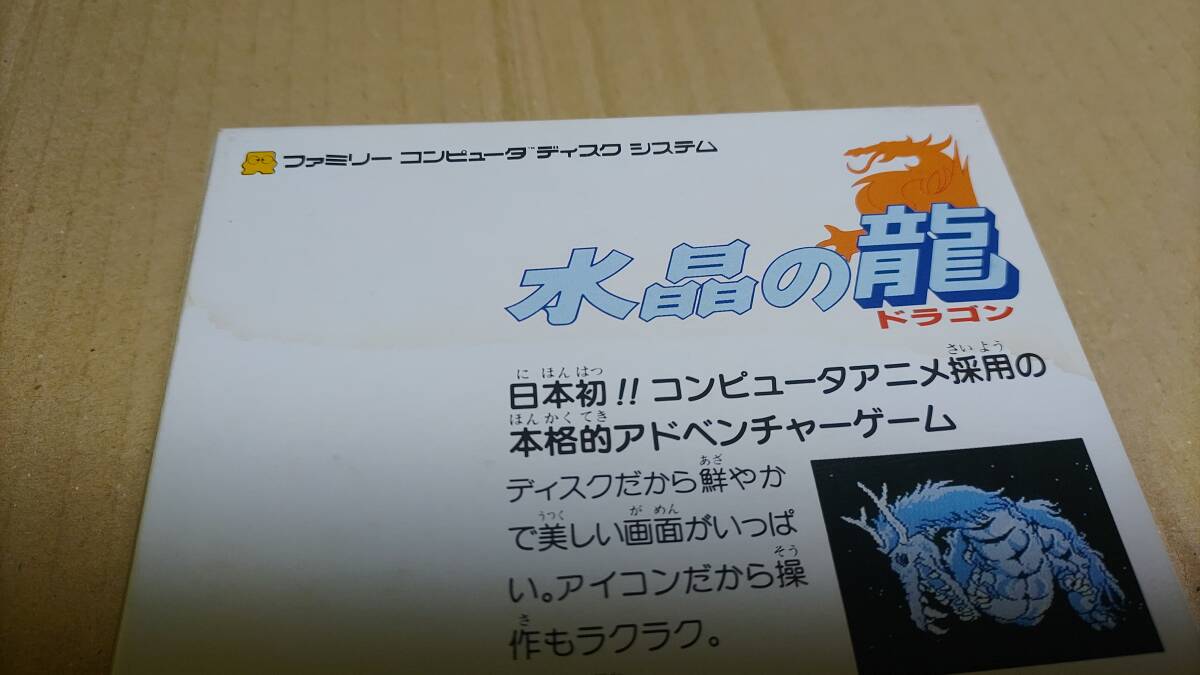 ファミリー コンピュータ ディスク システム
水晶の龍
ドラゴン
にほんはつ さいよう
日本初!! コンピュータアニメ採用の
ほんかくてき
本格的アドベンチャーゲーム
あざ
ディスクだから鮮やか
うつく がめん
で美しい画面がいっぱ
そう
い。アイコンだから操
さ
作もラクラク。